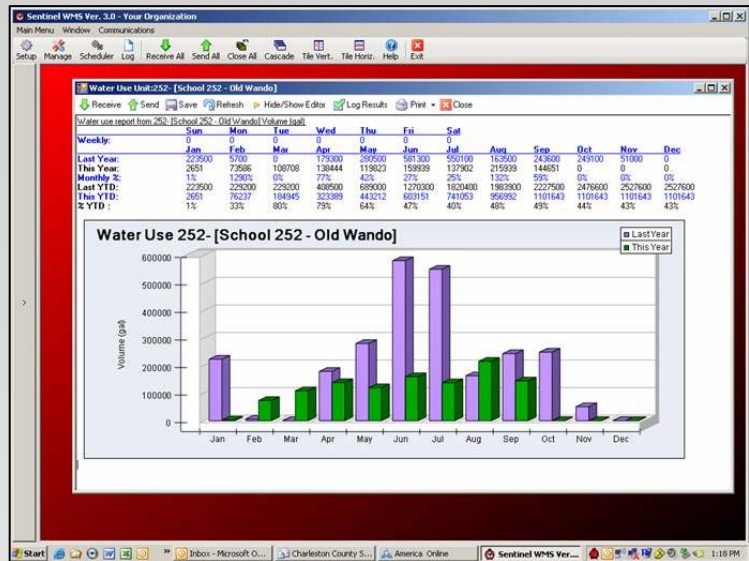 Sentinel WMS Ver. 3.0 - Your Organization
Main Menu Window Communications
Setup Manage Scheduler Log Receive All Send All Close All Cascade Tile Vert. Tile Horiz. Help Exit
Water Use Unit:252- [School 252 - Old Wando]
Receive Send Save Refresh Hide/Show Editor Log Results Print Close
Water use report from 252- [School 252 - Old Wando] Volume (gal)
Sun Mon Tue Wed Thu Fri Sat
Weekly: 0 0 0 0 0 0 0
Jan Feb Mar Apr May Jun Jul Aug Sep Oct Nov Dec
Last Year: 223500 5700 0 179300 280500 581300 550100 163500 243600 249100 51000 0
This Year: 2651 73586 108708 138444 119823 159939 137902 215939 144651 0 0 0
Monthly %: 1% 1290% 0% 77% 42% 27% 25% 132% 59% 0% 0% 0%
Last YTD: 223500 229200 229200 408500 689000 1270300 1820400 1983900 2227500 2476600 2527600 2527600
This YTD: 2651 76237 184945 323389 443212 603151 741053 956992 1101643 1101643 1101643 1101643
% YTD : 1% 33% 80% 79% 64% 47% 40% 48% 49% 44% 43% 43%
Water Use 252- [School 252 - Old Wando]
Last Year
This Year
600000
500000
400000
300000
200000
100000
0
Volume (gal)
Jan Feb Mar Apr May Jun Jul Aug Sep Oct Nov Dec
Start Inbox - Microsoft O... Charleston County S... America Online Sentinel WMS Ver.... 1:18 PM